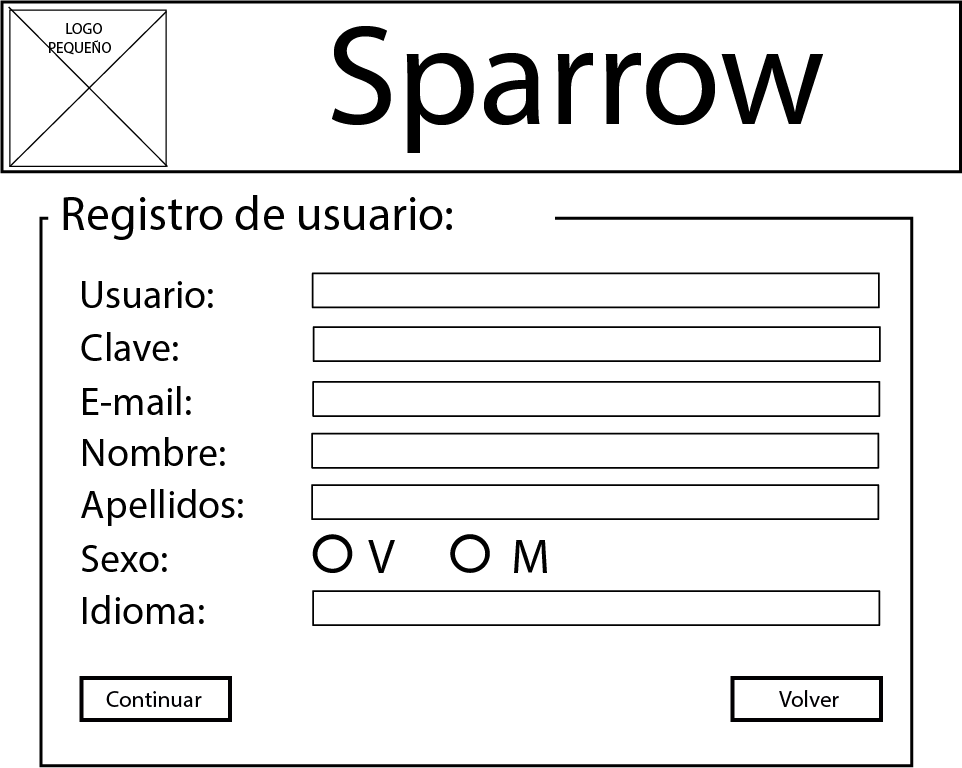 LOGO
PEQUEÑO
Sparrow
Registro de usuario:
Usuario:
Clave:
E-mail:
Nombre:
Apellidos:
Sexo: V M
Idioma:
Continuar Volver